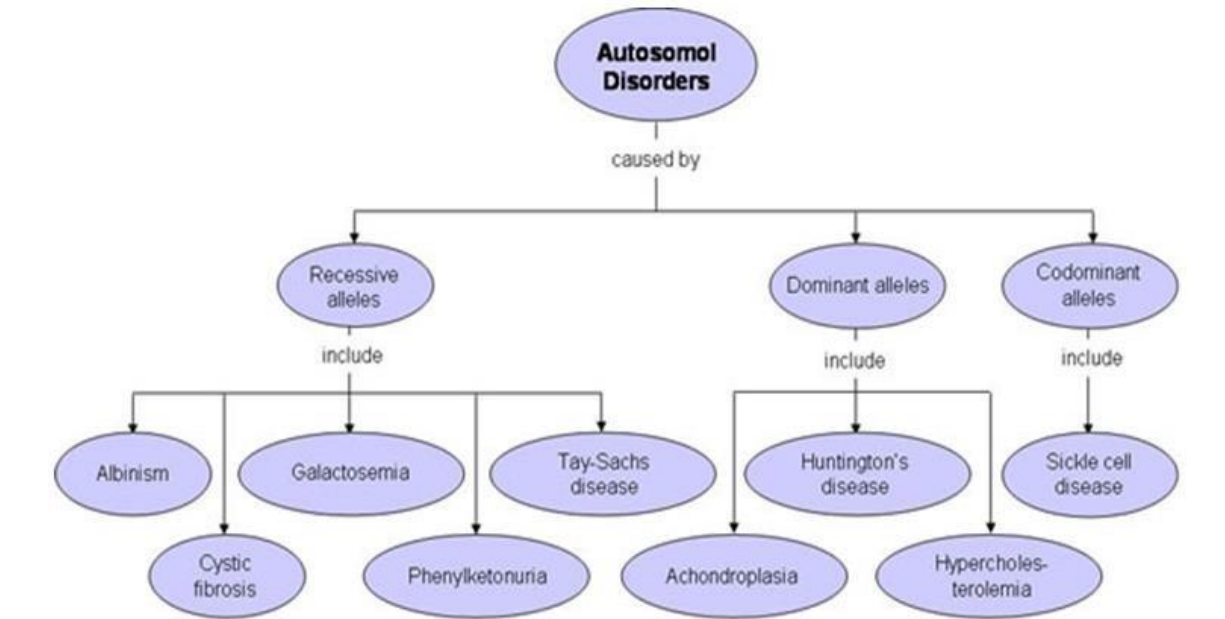 Autosomol
Disorders
caused by
Recessive
alleles
Dominant alleles
Codominant
alleles
include
include
include
Albinism
Galactosemia
Tay-Sachs
disease
Huntington's
disease
Sickle cell
disease
Cystic
fibrosis
Phenylketonuria
Achondroplasia
Hypercholes-
terolemia